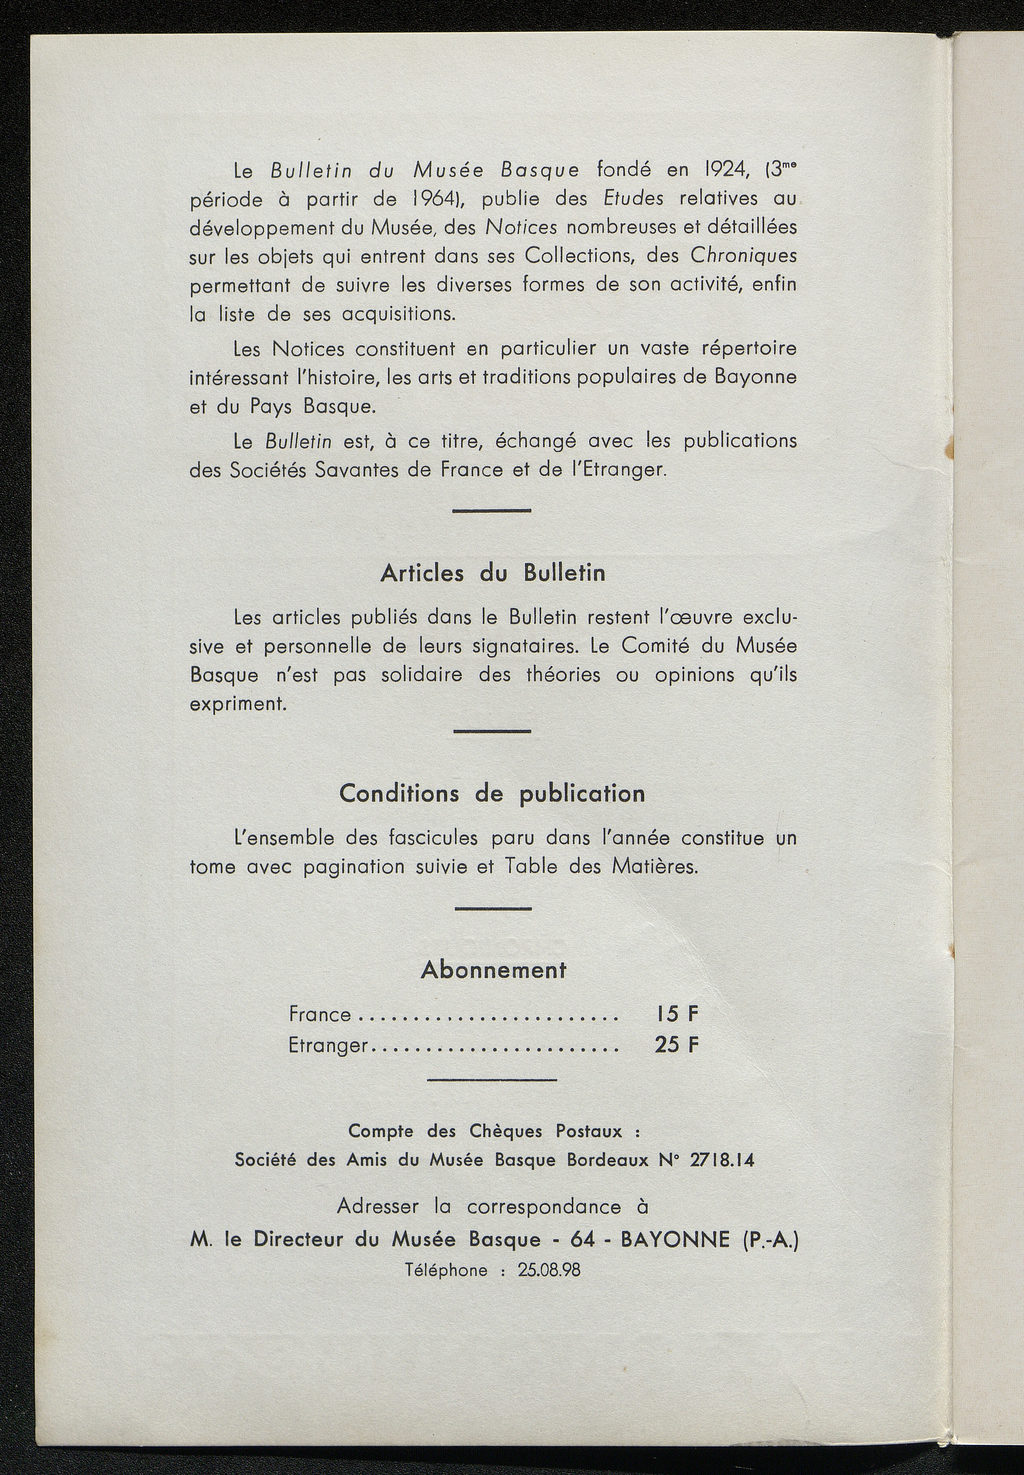 Le Bulletin du Musée Basque fondé en 1924, (3me
période à partir de 1964), publie des Etudes relatives au
développement du Musée, des Notices nombreuses et détaillées
sur les objets qui entrent dans ses Collections, des Chroniques
permettant de suivre les diverses formes de son activité, enfin
la liste de ses acquisitions.
Les Notices constituent en particulier un vaste répertoire
intéressant l'histoire, les arts et traditions populaires de Bayonne
et du Pays Basque.
Le Bulletin est, à ce titre, échangé avec les publications
des Sociétés Savantes de France et de l'Etranger.
Articles du Bulletin
Les articles publiés dans le Bulletin restent l'œuvre exclu-
sive et personnelle de leurs signataires. Le Comité du Musée
Basque n'est pas solidaire des théories ou opinions qu'ils
expriment.
Conditions de publication
L'ensemble des fascicules paru dans l'année constitue un
tome avec pagination suivie et Table des Matières.
Abonnement
France ........................ 15 F
Etranger....................... 25 F
Compte des Chèques Postaux :
Société des Amis du Musée Basque Bordeaux N° 2718.14
Adresser la correspondance à
M. le Directeur du Musée Basque - 64 - BAYONNE (P.-A.)
Téléphone : 25.08.98